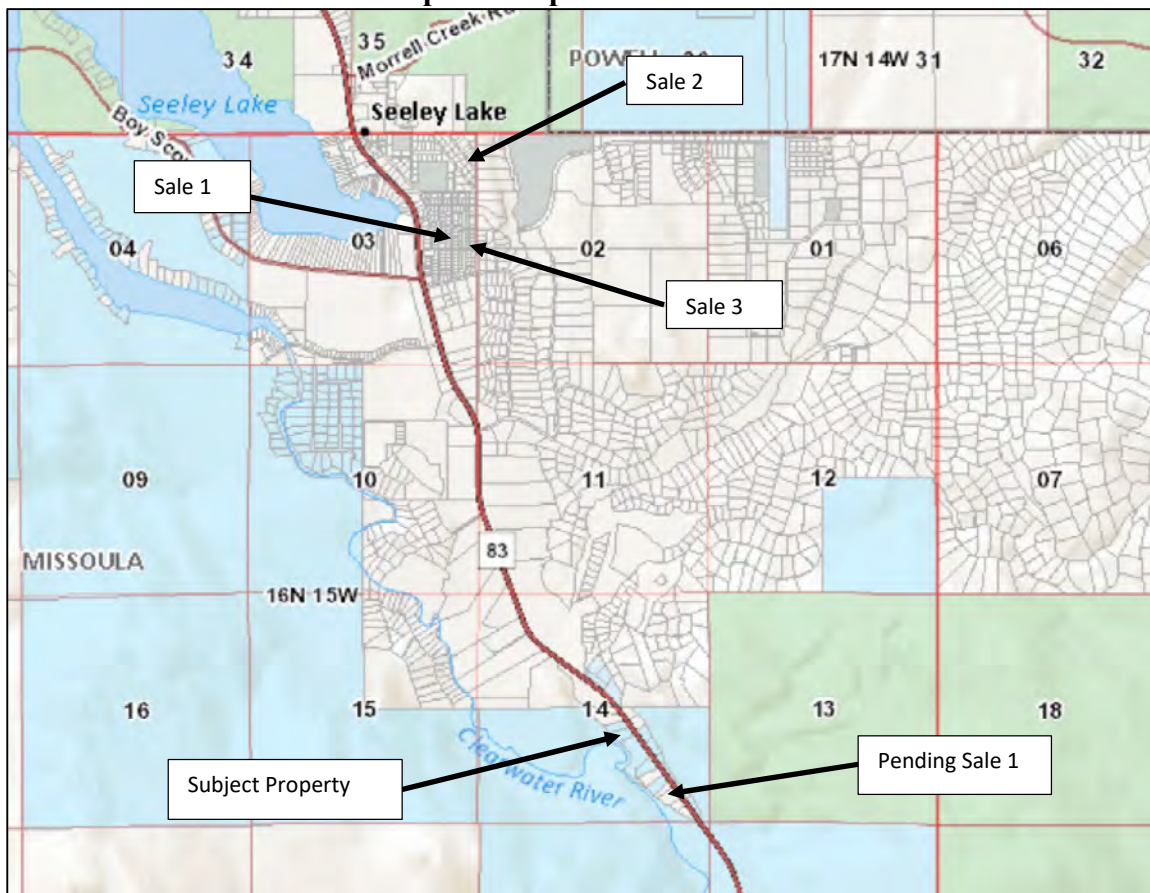 35
34
Morrell Creek
17N 14W 31
32
Sale 2
Seeley Lake
Seeley Lake
Sale 1
04
03
02
01
06
Sale 3
09
10
11
12
07
MISSOULA
83
16N 15W
16
15
14
13
18
Subject Property
Clearwater River
Pending Sale 1